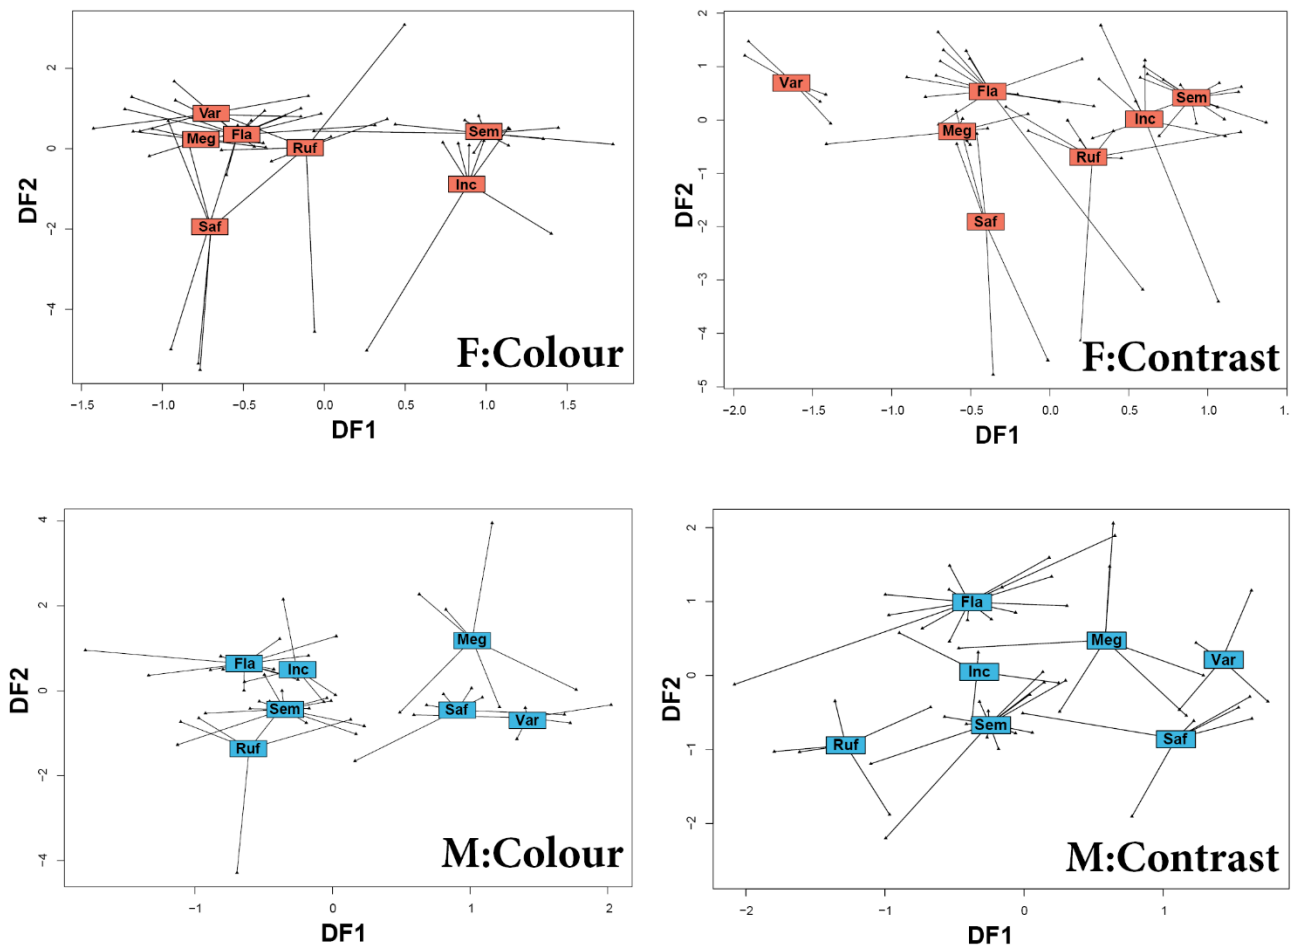 2
0
−2
−4
DF2
Var
Fla
Meg
Ruf
Sem
Inc
Saf
F:Colour
−1.5
−1.0
−0.5
0.0
0.5
1.0
1.5
DF1
2
1
0
−1
−2
−3
−4
−5
DF2
Var
Fla
Sem
Inc
Meg
Ruf
Saf
F:Contrast
−2.0
−1.5
−1.0
−0.5
0.0
0.5
1.0
1.
DF1
4
2
0
−2
−4
DF2
Meg
Fla
Inc
Sem
Saf
Var
Ruf
M:Colour
−1
0
1
2
DF1
2
1
0
−1
−2
DF2
Fla
Meg
Var
Inc
Sem
Ruf
Saf
M:Contrast
−2
−1
0
1
DF1